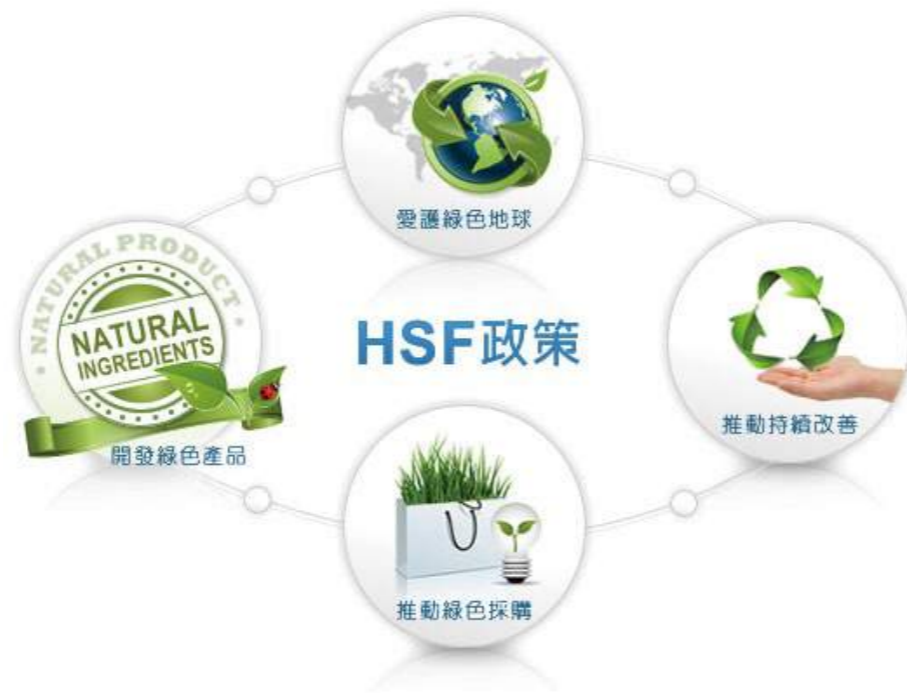 愛護綠色地球
• NATURAL PRODUCT •
NATURAL
INGREDIENTS
開發綠色產品
HSF政策
推動持續改善
推動綠色採購